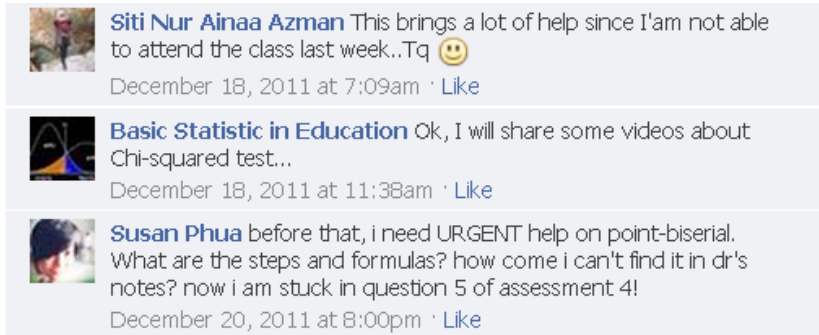 Siti Nur Ainaa Azman This brings a lot of help since I'am not able
to attend the class last week..Tq
December 18, 2011 at 7:09am · Like
Basic Statistic in Education Ok, I will share some videos about
Chi-squared test...
December 18, 2011 at 11:38am · Like
Susan Phua before that, i need URGENT help on point-biserial.
What are the steps and formulas? how come i can't find it in dr's
notes? now i am stuck in question 5 of assessment 4!
December 20, 2011 at 8:00pm · Like